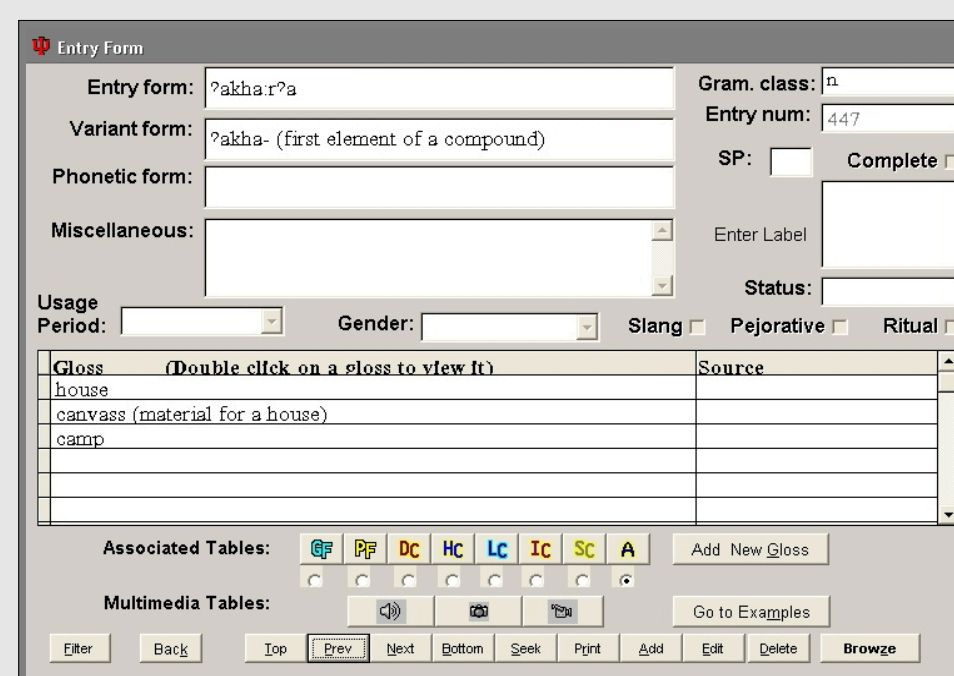 Entry Form
Entry form: ?akha:r?a Gram. class: n
Variant form: ?akha- (first element of a compound) Entry num: 447
Phonetic form: SP: Complete
Miscellaneous: Enter Label
Status:
Usage Period: Gender: Slang Pejorative Ritual
Gloss (Double click on a gloss to view it) Source
house
canvass (material for a house)
camp
Associated Tables: GF PF DC HC LC IC SC A Add New Gloss
Multimedia Tables: Go to Examples
Filter Back Top Prev Next Bottom Seek Print Add Edit Delete Browze